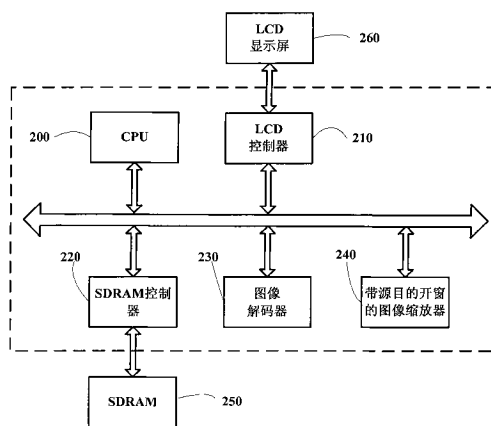 LCD
显示屏
260
200
CPU
LCD
控制器
210
220
SDRAM控制
器
230
图像
解码器
240
带源目的开窗
的图像缩放器
SDRAM
250